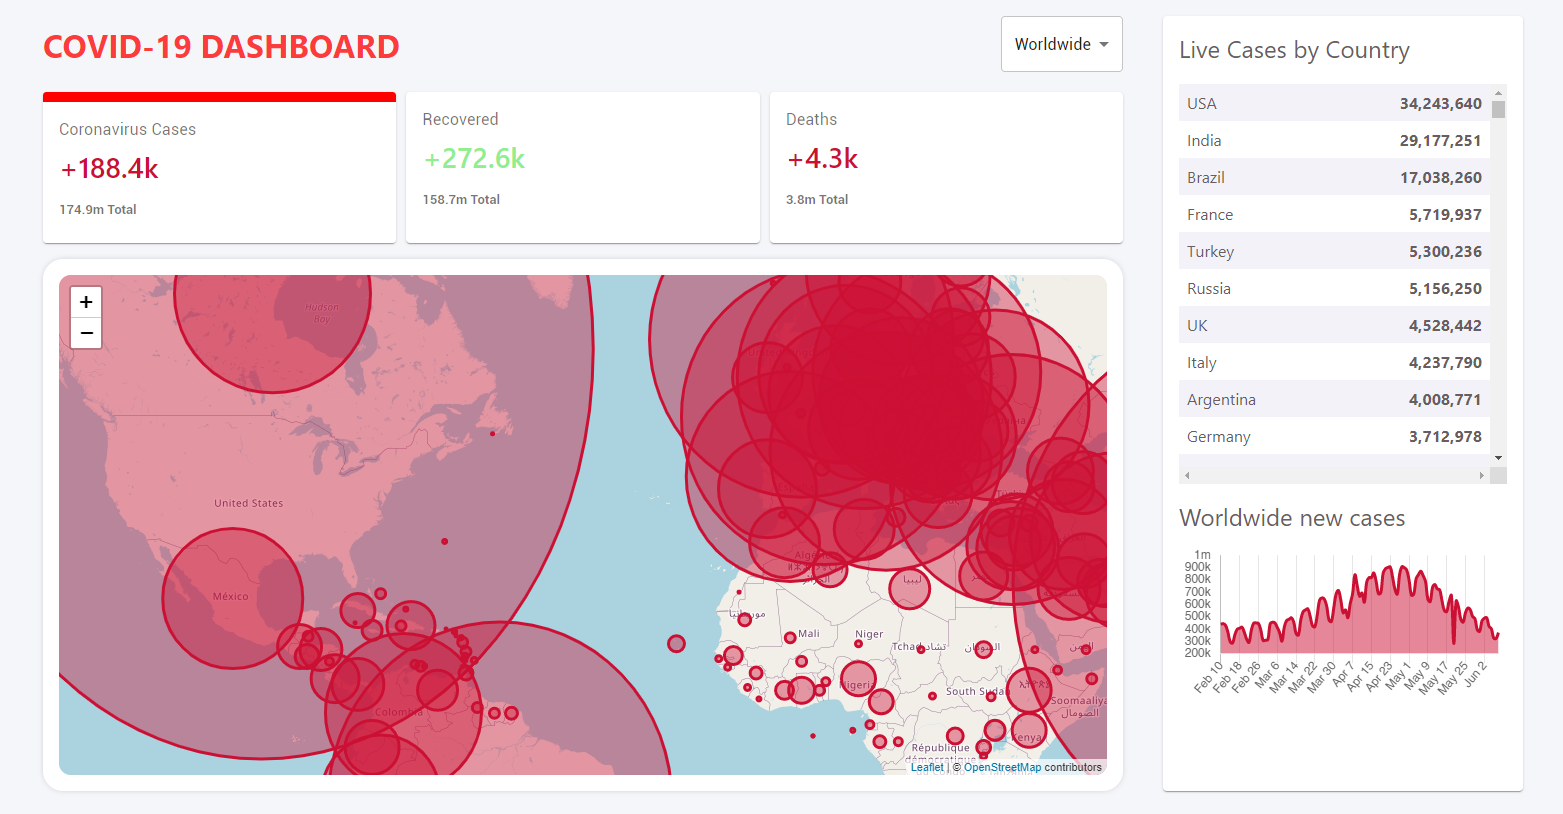 COVID-19 DASHBOARD
Worldwide
Coronavirus Cases
+188.4k
174.9m Total
Recovered
+272.6k
158.7m Total
Deaths
+4.3k
3.8m Total
+
−
Hudson
Bay
United States
México
Colombia
موريتانيا
Mali
Niger
Tchad تشاد
السودان
ليبيا
Nigeria
South Sudan
Soomaaliya
الصومال
Kenya
République
démocratique
Leaflet | © OpenStreetMap contributors
Live Cases by Country
USA 34,243,640
India 29,177,251
Brazil 17,038,260
France 5,719,937
Turkey 5,300,236
Russia 5,156,250
UK 4,528,442
Italy 4,237,790
Argentina 4,008,771
Germany 3,712,978
Worldwide new cases
1m
900k
800k
700k
600k
500k
400k
300k
200k
Feb 10
Feb 18
Feb 26
Mar 6
Mar 14
Mar 22
Mar 30
Apr 7
Apr 15
Apr 23
May 1
May 9
May 17
May 25
Jun 2